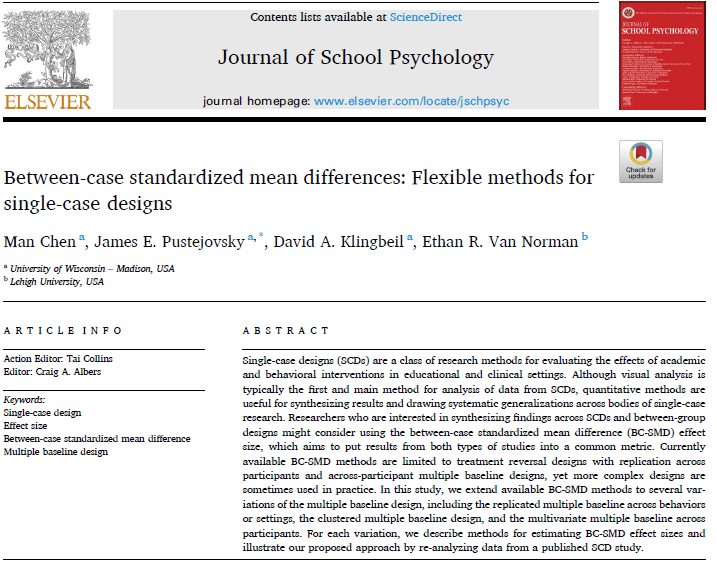 Contents lists available at ScienceDirect
Journal of School Psychology
journal homepage: www.elsevier.com/locate/jschpsyc
ELSEVIER
JOURNAL OF
SCHOOL PSYCHOLOGY
Check for
updates
Between-case standardized mean differences: Flexible methods for
single-case designs
Man Chen a, James E. Pustejovsky a,*, David A. Klingbeil a, Ethan R. Van Norman b
a University of Wisconsin – Madison, USA
b Lehigh University, USA
ARTICLE INFO
Action Editor: Tai Collins
Editor: Craig A. Albers
Keywords:
Single-case design
Effect size
Between-case standardized mean difference
Multiple baseline design
ABSTRACT
Single-case designs (SCDs) are a class of research methods for evaluating the effects of academic
and behavioral interventions in educational and clinical settings. Although visual analysis is
typically the first and main method for analysis of data from SCDs, quantitative methods are
useful for synthesizing results and drawing systematic generalizations across bodies of single-case
research. Researchers who are interested in synthesizing findings across SCDs and between-group
designs might consider using the between-case standardized mean difference (BC-SMD) effect
size, which aims to put results from both types of studies into a common metric. Currently
available BC-SMD methods are limited to treatment reversal designs with replication across
participants and across-participant multiple baseline designs, yet more complex designs are
sometimes used in practice. In this study, we extend available BC-SMD methods to several var-
iations of the multiple baseline design, including the replicated multiple baseline across behaviors
or settings, the clustered multiple baseline design, and the multivariate multiple baseline across
participants. For each variation, we describe methods for estimating BC-SMD effect sizes and
illustrate our proposed approach by re-analyzing data from a published SCD study.